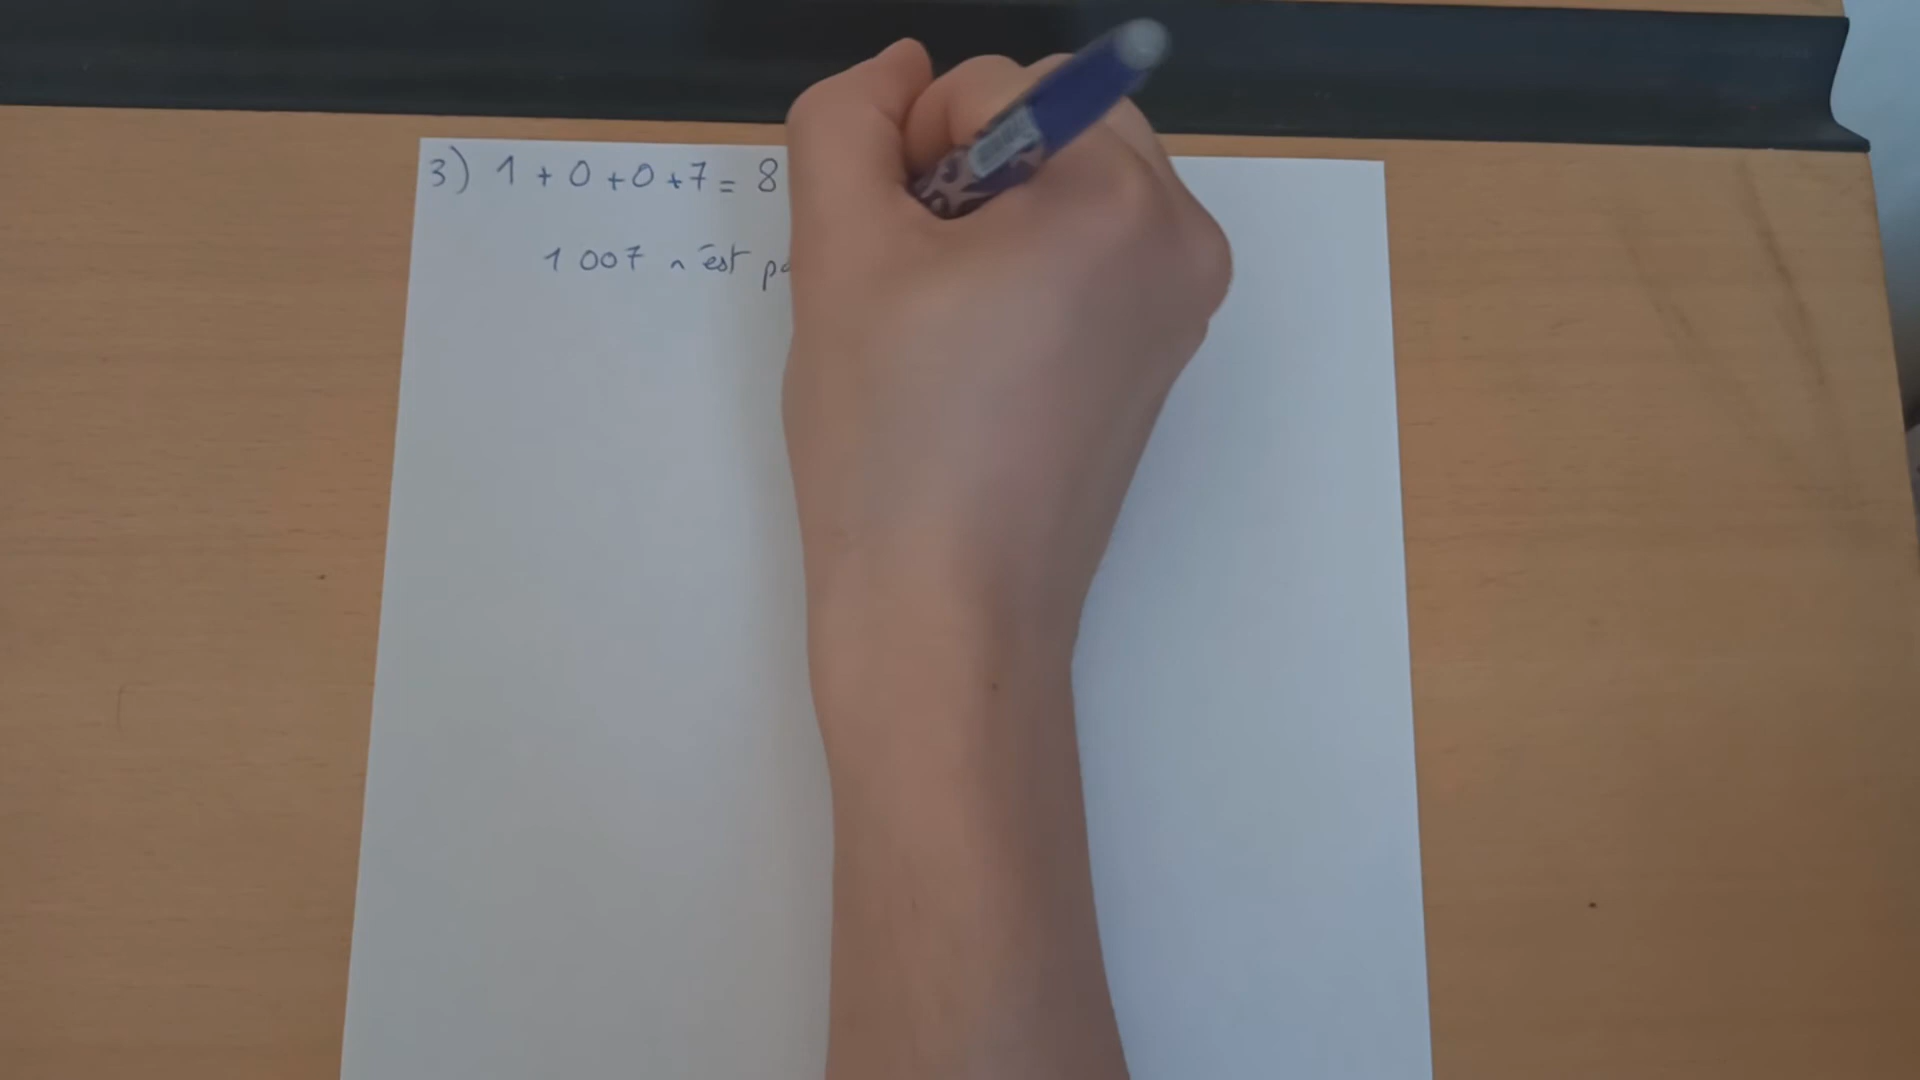 3) 1 + 0 + 0 + 7 = 8
1 007 n'est